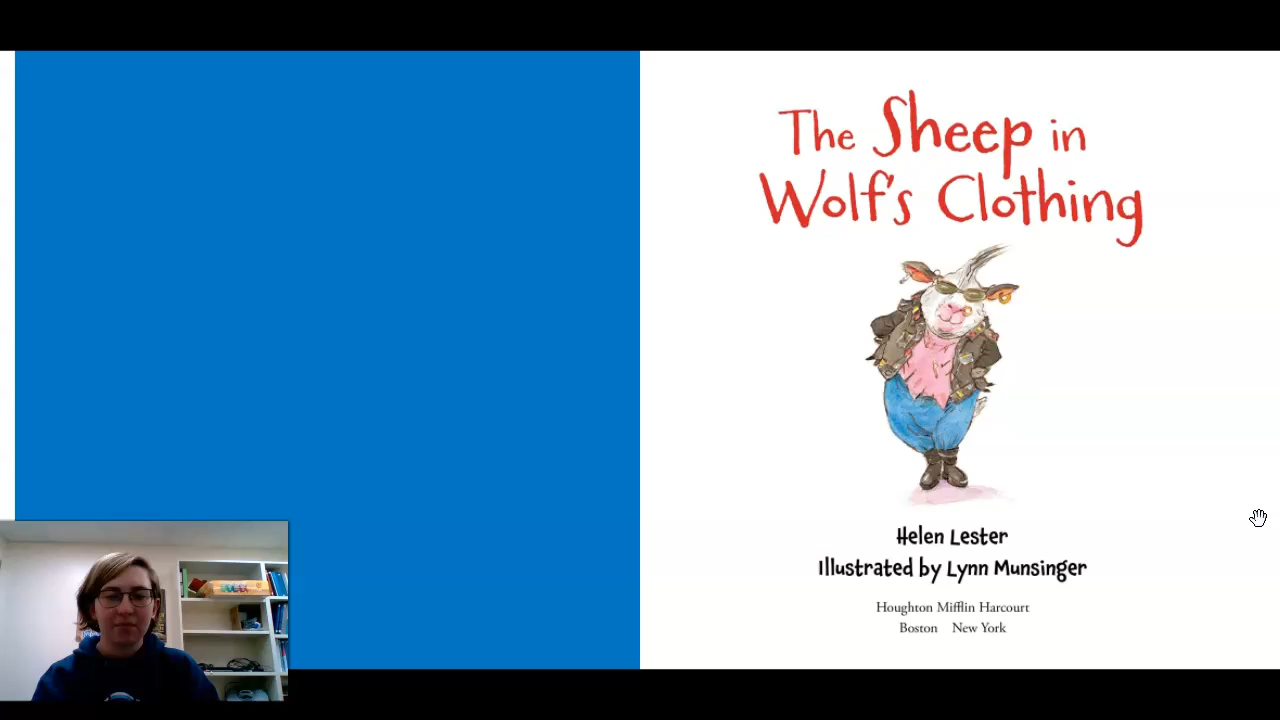 The Sheep in
Wolf's Clothing
Helen Lester
Illustrated by Lynn Munsinger
Houghton Mifflin Harcourt
Boston New York